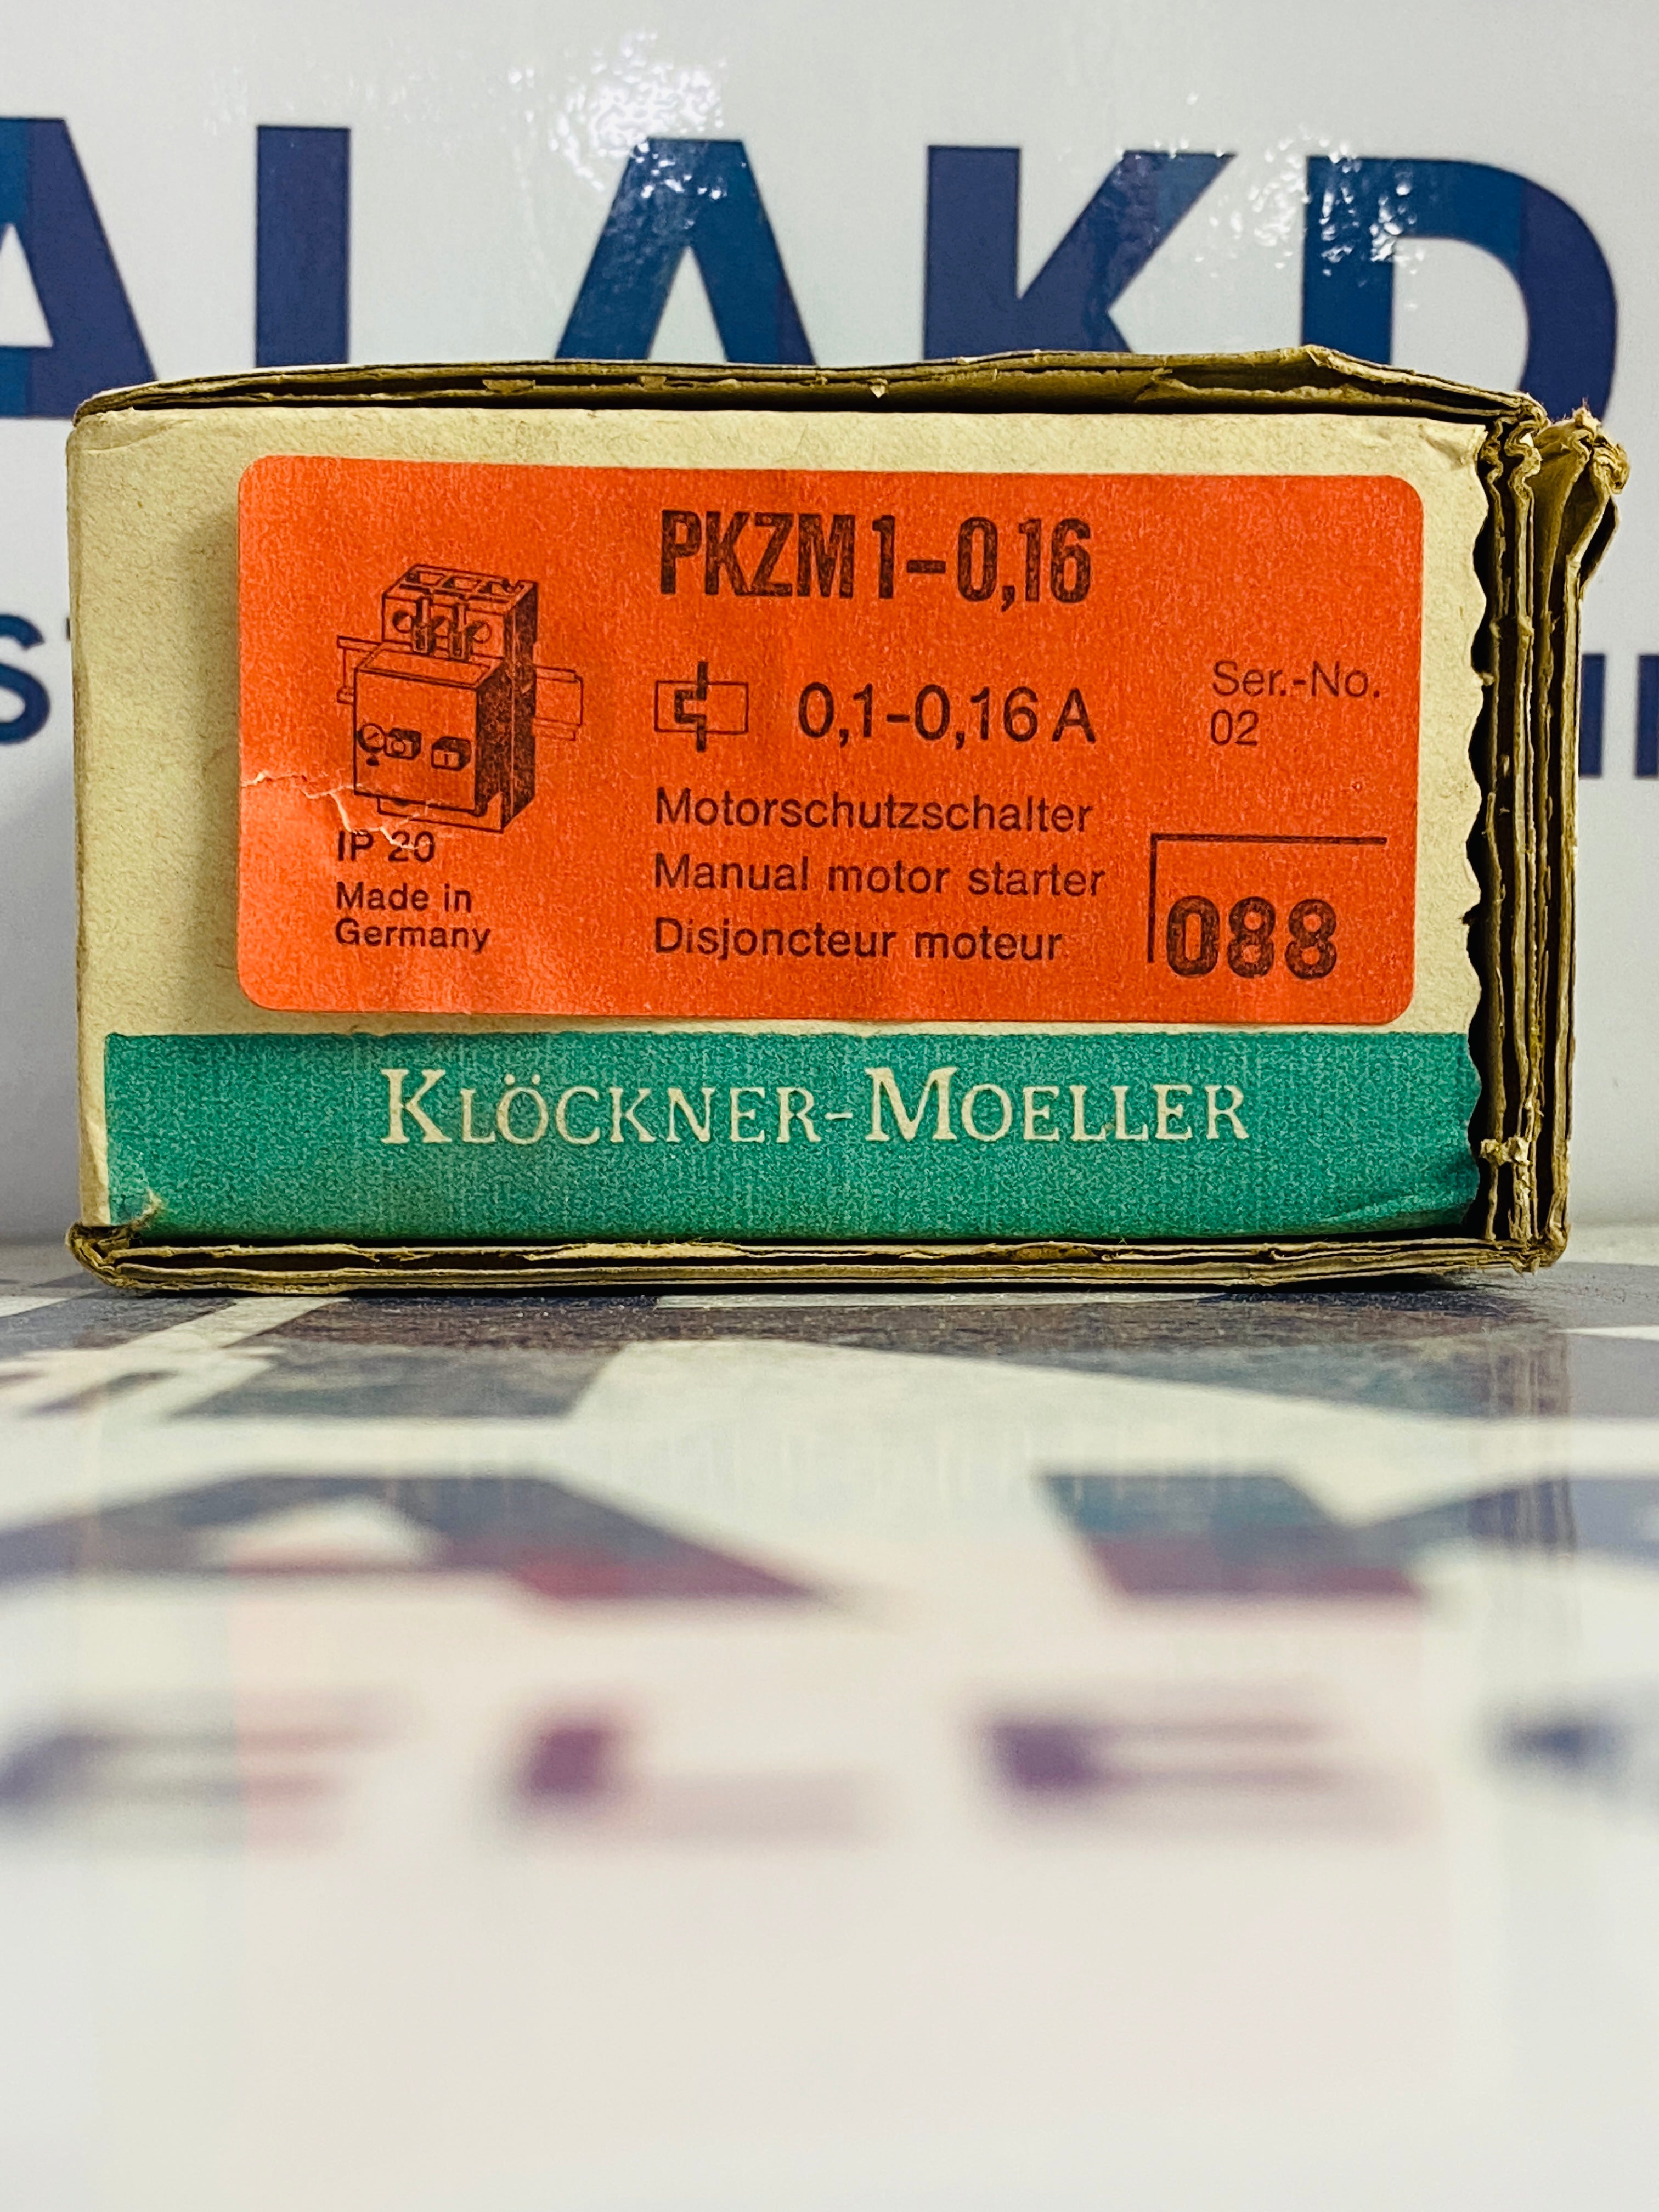 ALAKD
PKZM1-0,16
0,1-0,16 A
Ser.-No.
02
IP 20
Made in
Germany
Motorschutzschalter
Manual motor starter
Disjoncteur moteur
088
KLÖCKNER-MOELLER